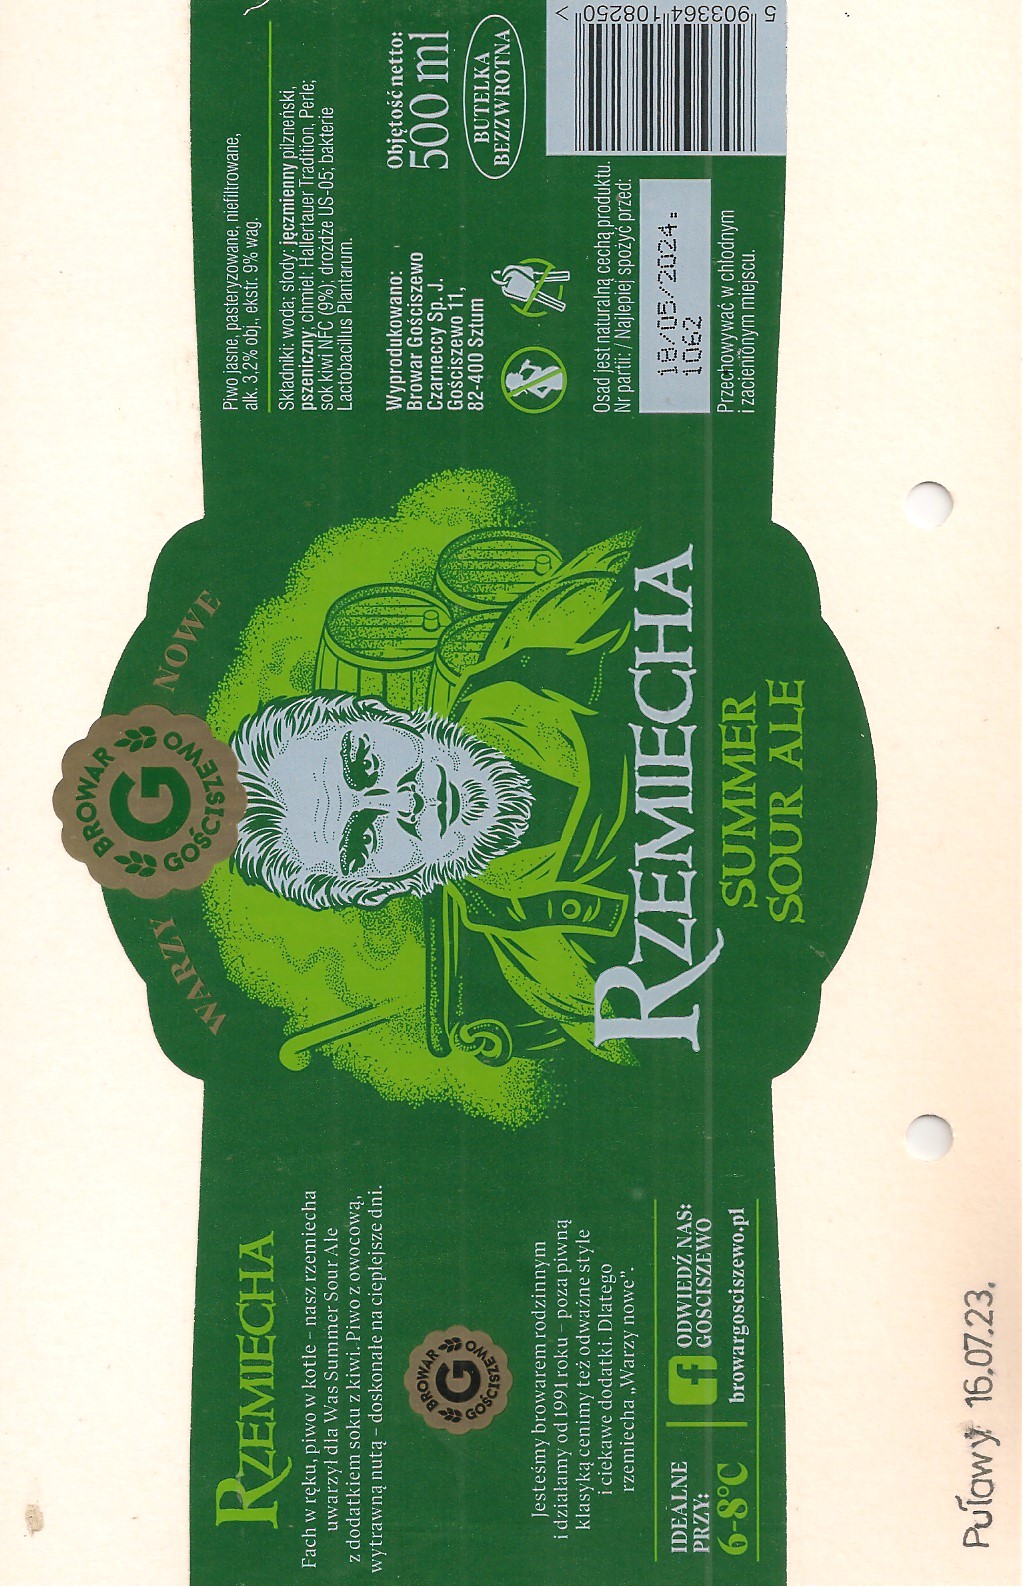 RZEMIECHA
Fach w ręku, piwo w kotle - nasz rzemiecha
uwarzył dla Was Summer Sour Ale
z dodatkiem soku z kiwi. Piwo z owocową,
wytrawną nutą – doskonałe na cieplejsze dni.
BROWAR
G
GOŚCISZEWO
Jesteśmy browarem rodzinnym
i działamy od 1991 roku – poza piwną
klasyką cenimy też odważne style
i ciekawe dodatki. Dlatego
rzemiecha „Warzy nowe”.
IDEALNE
PRZY:
6-8°C
f ODWIEDŹ NAS:
GOSCISZEWO
browargosciszewo.pl
WARZY
BROWAR
G
GOŚCISZEWO
NOWE
RZEMIECHA
SUMMER
SOUR ALE
Piwo jasne, pasteryzowane, niefiltrowane,
alk. 3,2% obj., ekstr. 9% wag.
Składniki: woda; słody: jęczmienny pilzneński,
pszeniczny; chmiel: Hallertauer Tradition, Perle;
sok kiwi NFC (9%); drożdże US-05; bakterie
Lactobacillus Plantarum.
Wyprodukowano:
Browar Gościszewo
Czarneccy Sp. J.
Gościszewo 11,
82-400 Sztum
Objętość netto:
500 ml
BUTELKA
BEZZWROTNA
Osad jest naturalną cechą produktu.
Nr partii: / Najlepiej spożyć przed:
18/05/2024.
1062
Przechowywać w chłodnym
i zacienionym miejscu.
5 903364 108250 >
Puławy 16.07.23.